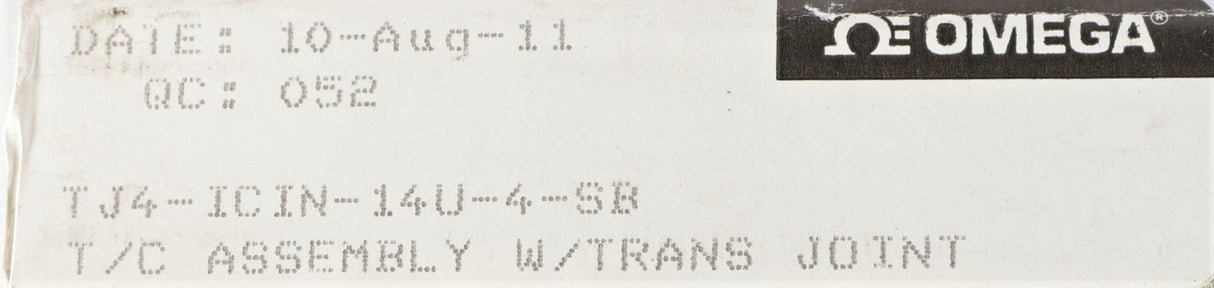 DATE: 10-Aug-11
ΩE OMEGA®
QC: 052
TJ4-ICIN-14U-4-SB
T/C ASSEMBLY W/TRANS JOINT